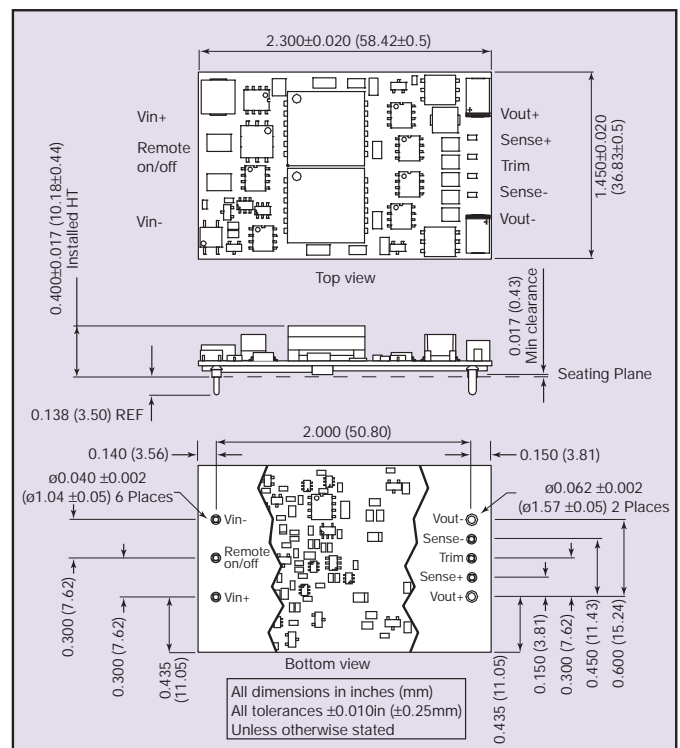 2.300±0.020 (58.42±0.5)
Vin+
Remote
on/off
Vin-
Vout+
Sense+
Trim
Sense-
Vout-
1.450±0.020
(36.83±0.5)
Top view
0.400±0.017 (10.18±0.44)
Installed HT
0.017 (0.43)
Min clearance
Seating Plane
0.138 (3.50) REF
2.000 (50.80)
0.140 (3.56)
0.150 (3.81)
ø0.040 ±0.002
(ø1.04 ±0.05) 6 Places
ø0.062 ±0.002
(ø1.57 ±0.05) 2 Places
Vin-
Remote
on/off
Vin+
Vout-
Sense-
Trim
Sense+
Vout+
0.300 (7.62)
0.300 (7.62)
0.435
(11.05)
Bottom view
0.435 (11.05)
0.150 (3.81)
0.300 (7.62)
0.450 (11.43)
0.600 (15.24)
All dimensions in inches (mm)
All tolerances ±0.010in (±0.25mm)
Unless otherwise stated